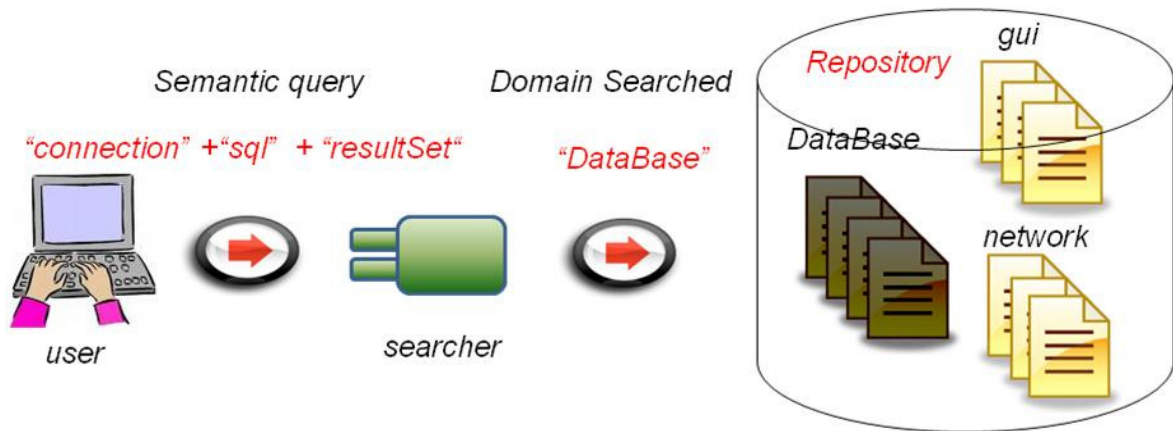 Semantic query
“connection” +“sql” + “resultSet“
user
searcher
Domain Searched
“DataBase”
Repository
gui
DataBase
network